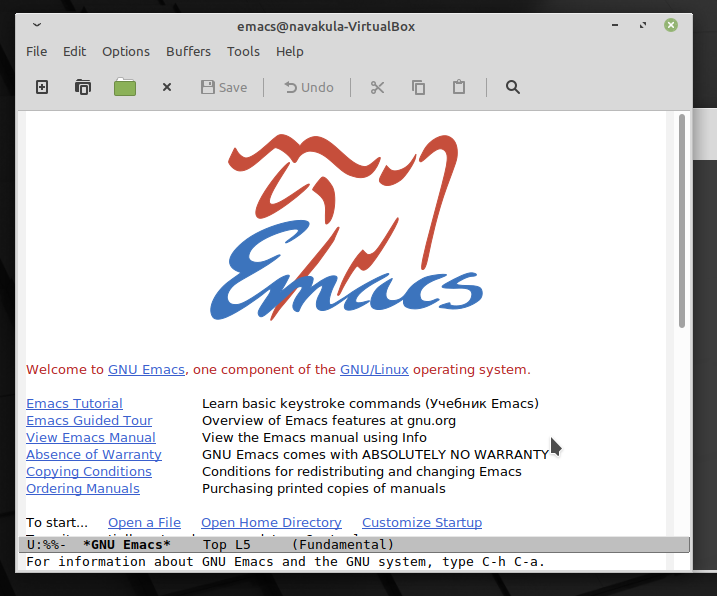 emacs@navakula-VirtualBox
File Edit Options Buffers Tools Help
Save Undo
Emacs
Welcome to GNU Emacs, one component of the GNU/Linux operating system.
Emacs Tutorial Learn basic keystroke commands (Учебник Emacs)
Emacs Guided Tour Overview of Emacs features at gnu.org
View Emacs Manual View the Emacs manual using Info
Absence of Warranty GNU Emacs comes with ABSOLUTELY NO WARRANTY
Copying Conditions Conditions for redistributing and changing Emacs
Ordering Manuals Purchasing printed copies of manuals
To start... Open a File Open Home Directory Customize Startup
U:%%- *GNU Emacs* Top L5 (Fundamental)
For information about GNU Emacs and the GNU system, type C-h C-a.